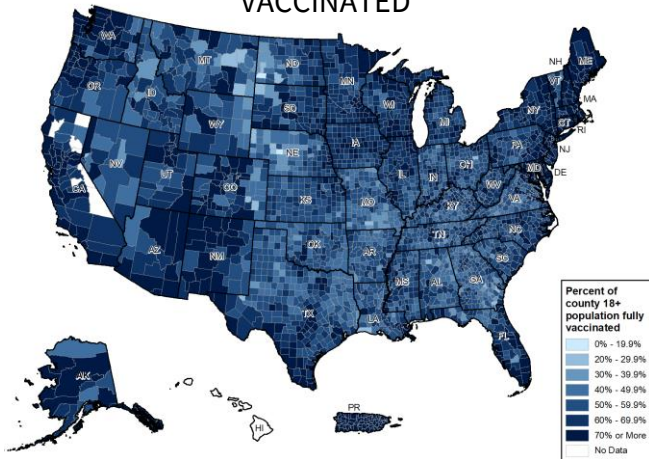 VACCINATED
WA
MT
ND
MN
ME
OR
ID
WY
SD
WI
MI
NH
VT
NY
MA
CT
RI
NV
UT
CO
NE
IA
IL
IN
OH
PA
NJ
CA
KS
MO
KY
WV
VA
MD
DE
AZ
NM
OK
AR
TN
NC
SC
TX
LA
MS
AL
GA
FL
AK
HI
PR
Percent of
county 18+
population fully
vaccinated
0% - 19.9%
20% - 29.9%
30% - 39.9%
40% - 49.9%
50% - 59.9%
60% - 69.9%
70% or More
No Data